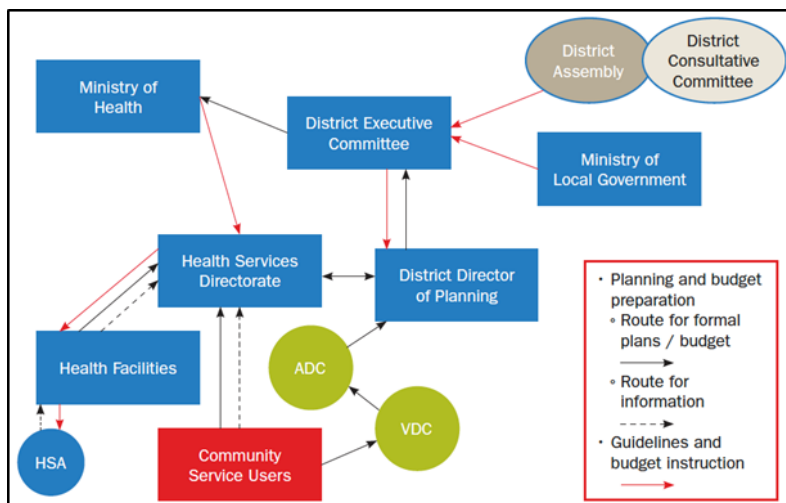 District
Assembly
District
Consultative
Committee
Ministry of
Health
District Executive
Committee
Ministry of
Local Government
Health Services
Directorate
District Director
of Planning
Health Facilities
ADC
VDC
HSA
Community
Service Users
· Planning and budget
preparation
∘ Route for formal
plans / budget
∘ Route for
information
· Guidelines and
budget instruction